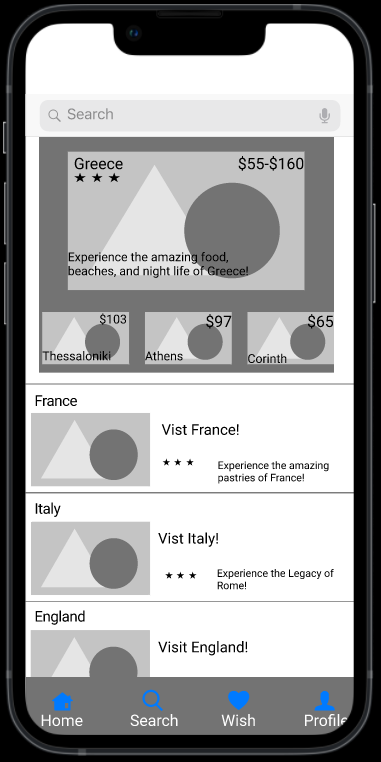 Search
Greece
$55-$160
★ ★ ★
Experience the amazing food,
beaches, and night life of Greece!
$103
Thessaloniki
$97
Athens
$65
Corinth
France
Vist France!
★ ★ ★
Experience the amazing
pastries of France!
Italy
Vist Italy!
★ ★ ★
Experience the Legacy of
Rome!
England
Visit England!
Home
Search
Wish
Profile